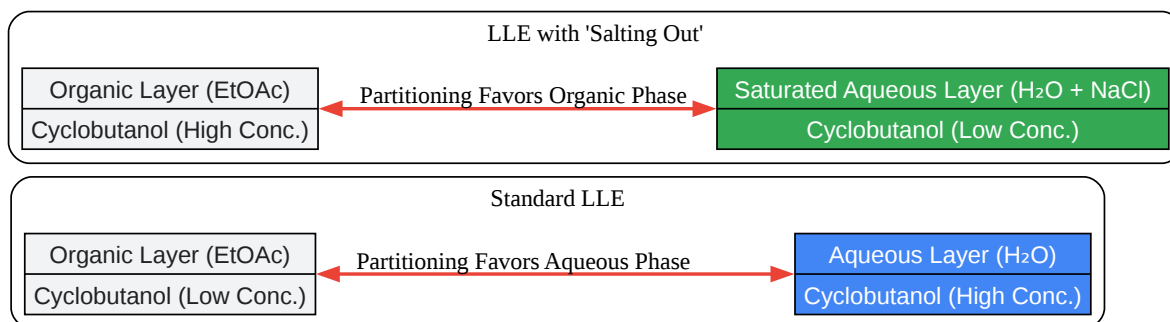 LLE with 'Salting Out'
Organic Layer (EtOAc)
Cyclobutanol (High Conc.)
Partitioning Favors Organic Phase
Saturated Aqueous Layer (H₂O + NaCl)
Cyclobutanol (Low Conc.)
Standard LLE
Organic Layer (EtOAc)
Cyclobutanol (Low Conc.)
Partitioning Favors Aqueous Phase
Aqueous Layer (H₂O)
Cyclobutanol (High Conc.)